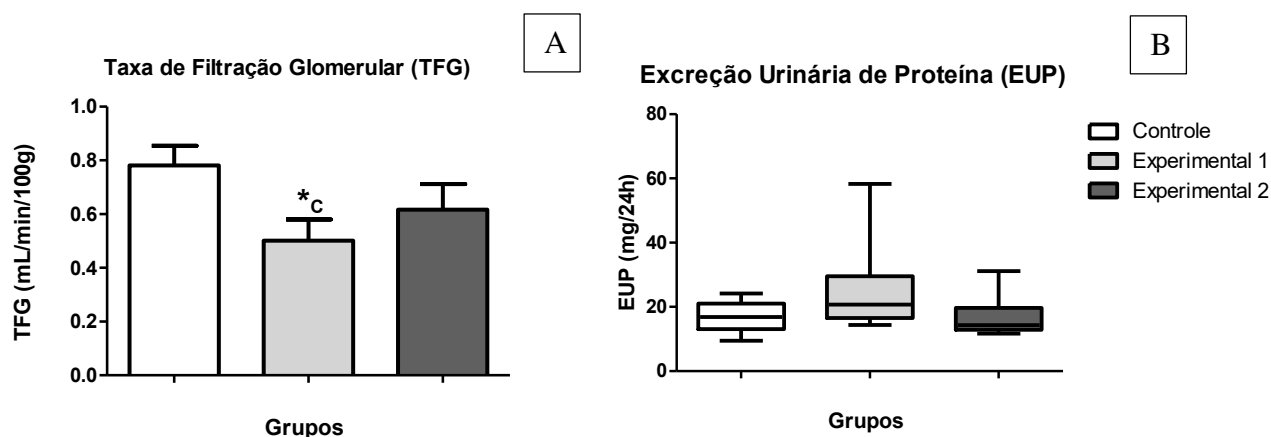 A
Taxa de Filtração Glomerular (TFG)
TFG (mL/min/100g)
1.0
0.8
0.6
0.4
0.2
0.0
*C
Grupos
B
Excreção Urinária de Proteína (EUP)
EUP (mg/24h)
80
60
40
20
0
Grupos
Controle
Experimental 1
Experimental 2